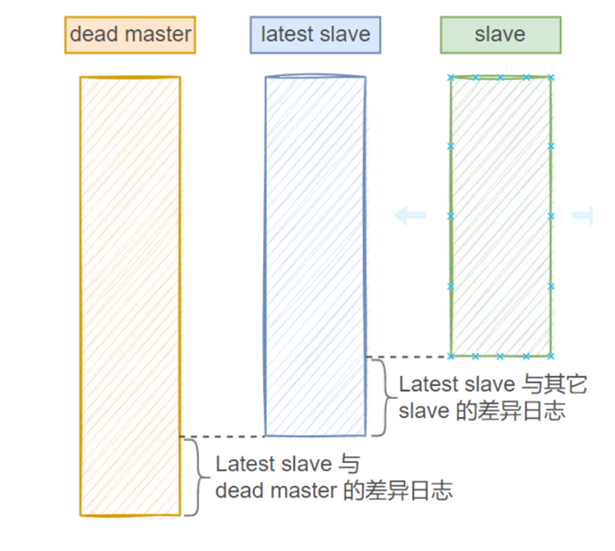 dead master
latest slave
slave
Latest slave 与其它
slave 的差异日志
Latest slave 与
dead master 的差异日志